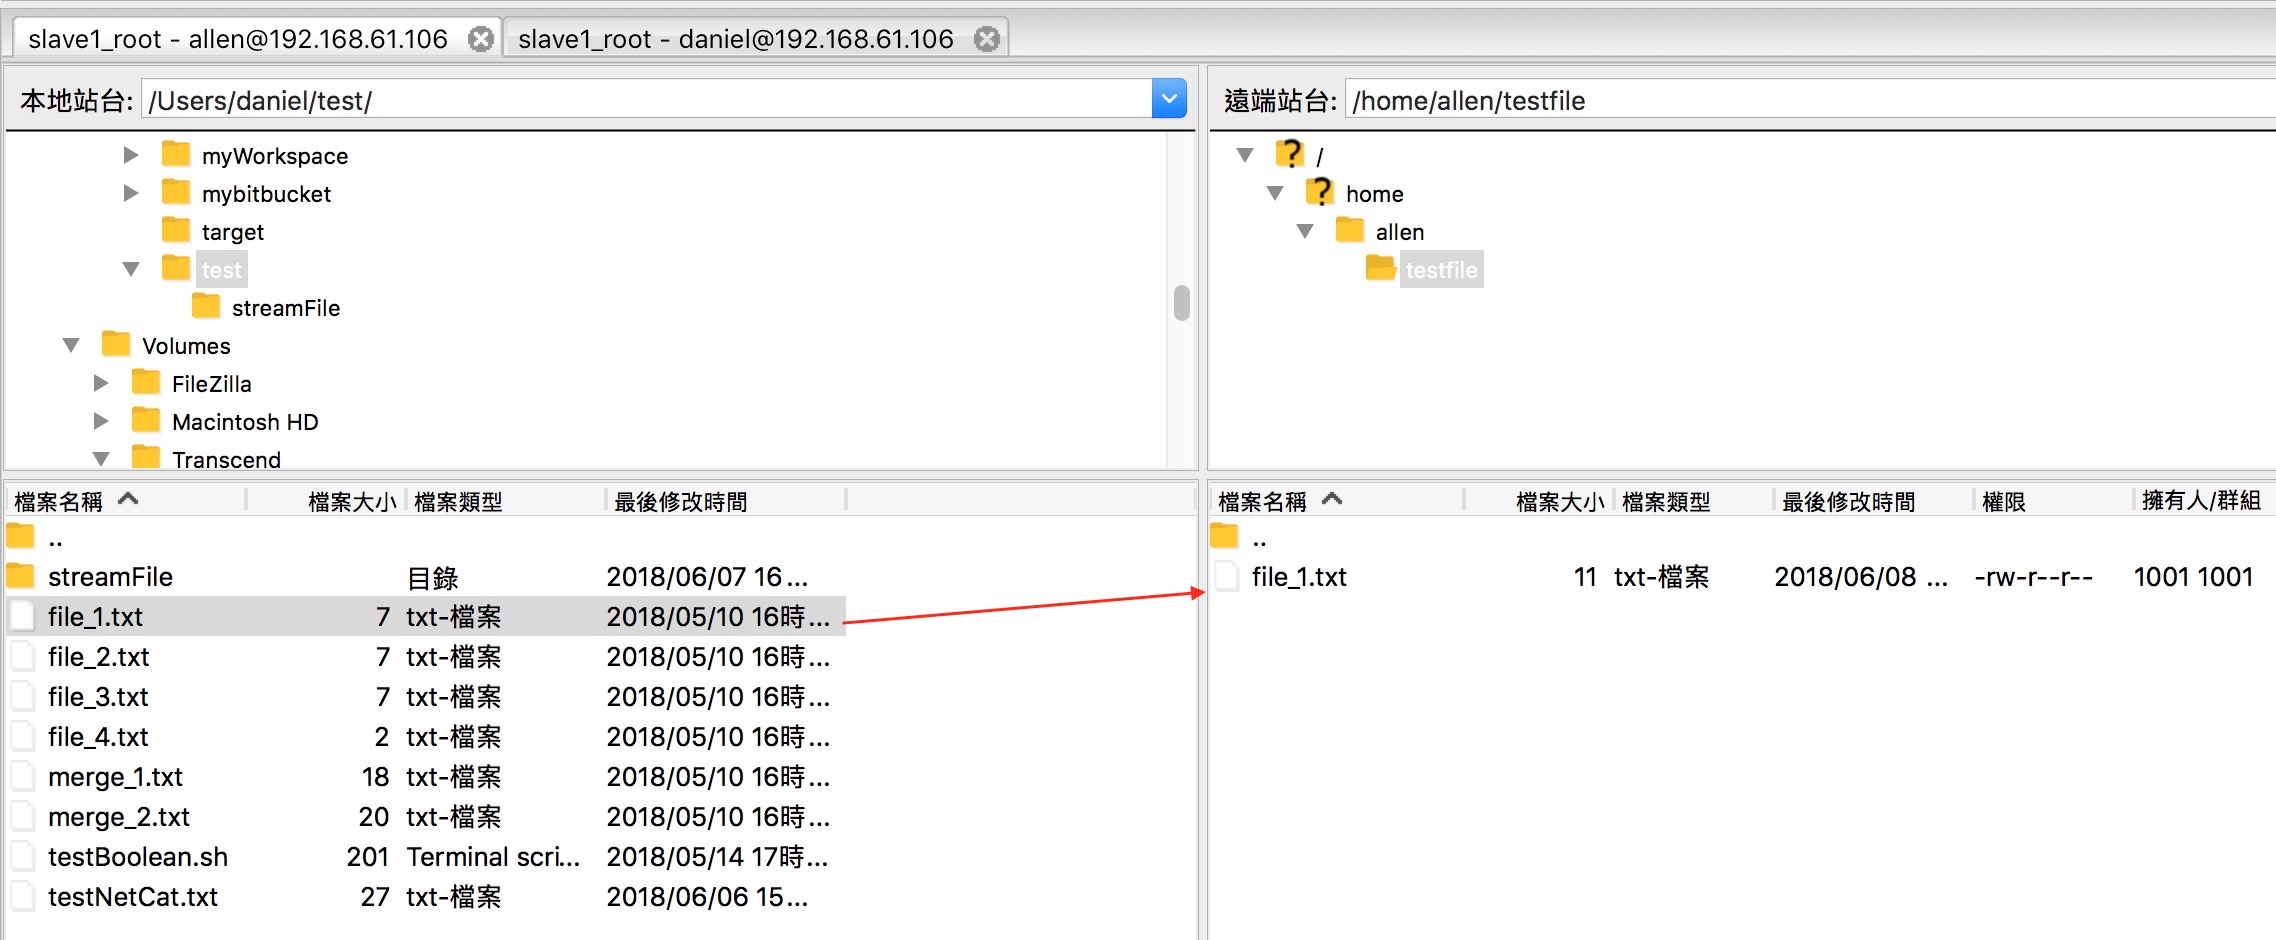 slave1_root - allen@192.168.61.106 slave1_root - daniel@192.168.61.106
本地站台: /Users/daniel/test/
myWorkspace
mybitbucket
target
test
streamFile
Volumes
FileZilla
Macintosh HD
Transcend
遠端站台: /home/allen/testfile
/
home
allen
testfile
檔案名稱 檔案大小 檔案類型 最後修改時間
..
streamFile 目錄 2018/06/07 16...
file_1.txt 7 txt-檔案 2018/05/10 16時...
file_2.txt 7 txt-檔案 2018/05/10 16時...
file_3.txt 7 txt-檔案 2018/05/10 16時...
file_4.txt 2 txt-檔案 2018/05/10 16時...
merge_1.txt 18 txt-檔案 2018/05/10 16時...
merge_2.txt 20 txt-檔案 2018/05/10 16時...
testBoolean.sh 201 Terminal scri... 2018/05/14 17時...
testNetCat.txt 27 txt-檔案 2018/06/06 15...
檔案名稱 檔案大小 檔案類型 最後修改時間 權限 擁有人/群組
..
file_1.txt 11 txt-檔案 2018/06/08 ... -rw-r--r-- 1001 1001